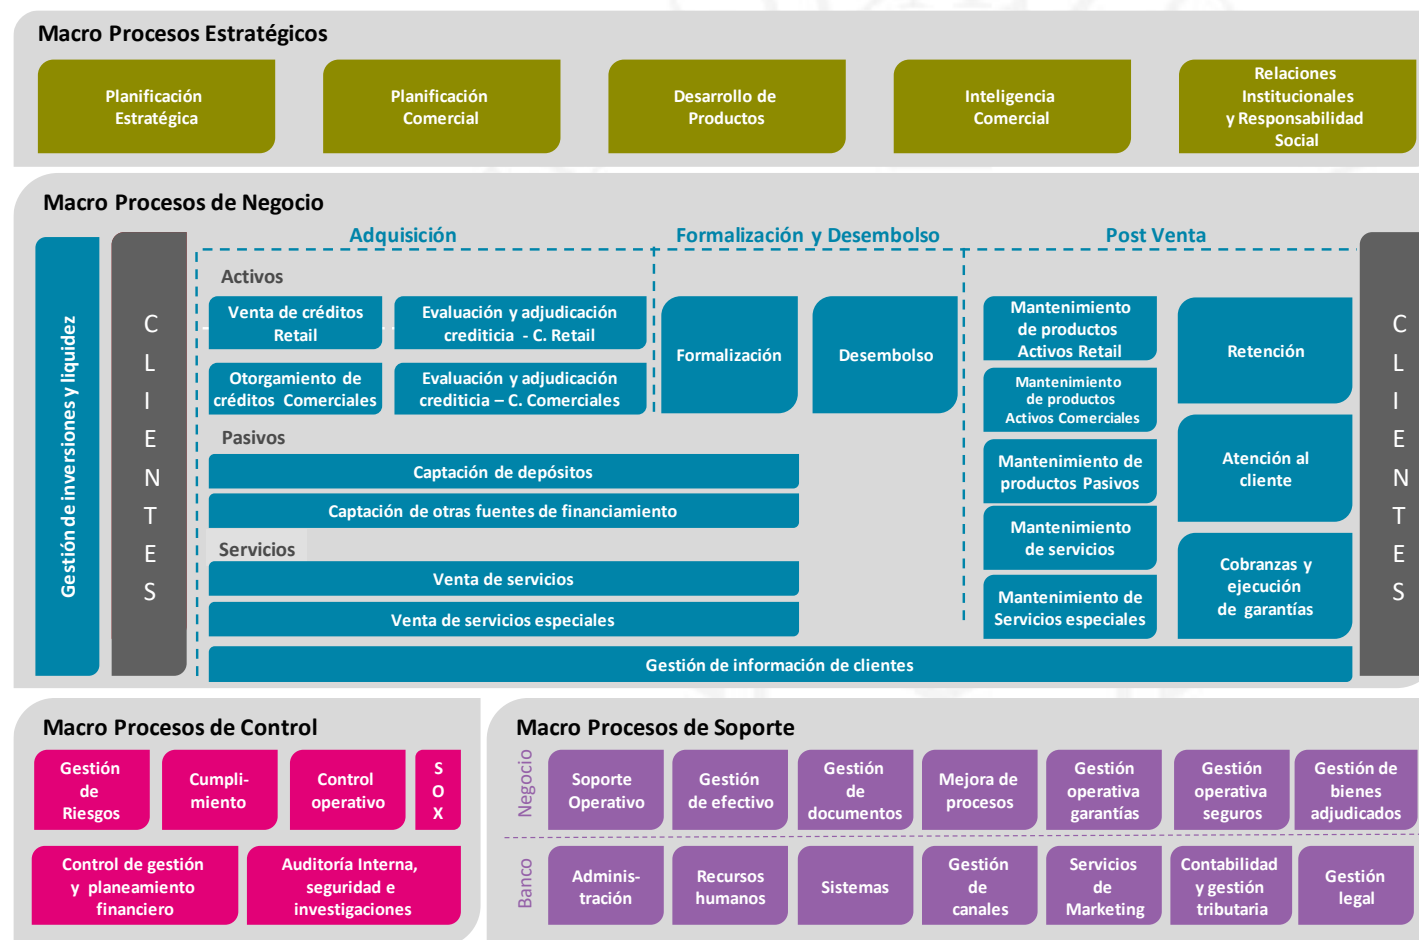 Macro Procesos Estratégicos
Planificación
Estratégica
Planificación
Comercial
Desarrollo de
Productos
Inteligencia
Comercial
Relaciones
Institucionales
y Responsabilidad
Social
Macro Procesos de Negocio
Gestión de inversiones y liquidez
C
L
I
E
N
T
E
S
Adquisición
Formalización y Desembolso
Post Venta
Activos
Venta de créditos
Retail
Evaluación y adjudicación
crediticia - C. Retail
Otorgamiento de
créditos Comerciales
Evaluación y adjudicación
crediticia – C. Comerciales
Formalización
Desembolso
Pasivos
Captación de depósitos
Captación de otras fuentes de financiamiento
Servicios
Venta de servicios
Venta de servicios especiales
Mantenimiento
de productos
Activos Retail
Mantenimiento
de productos
Activos Comerciales
Mantenimiento de
productos Pasivos
Mantenimiento
de servicios
Mantenimiento de
Servicios especiales
Retención
Atención al
cliente
Cobranzas y
ejecución
de garantías
Gestión de información de clientes
C
L
I
E
N
T
E
S
Macro Procesos de Control
Gestión
de
Riesgos
Cumpli-
miento
Control
operativo
S
O
X
Control de gestión
y planeamiento
financiero
Auditoría Interna,
seguridad e
investigaciones
Macro Procesos de Soporte
Negocio
Soporte
Operativo
Gestión
de efectivo
Gestión
de
documentos
Mejora de
procesos
Gestión
operativa
garantías
Gestión
operativa
seguros
Gestión de
bienes
adjudicados
Banco
Adminis-
tración
Recursos
humanos
Sistemas
Gestión
de
canales
Servicios
de
Marketing
Contabilidad
y gestión
tributaria
Gestión
legal